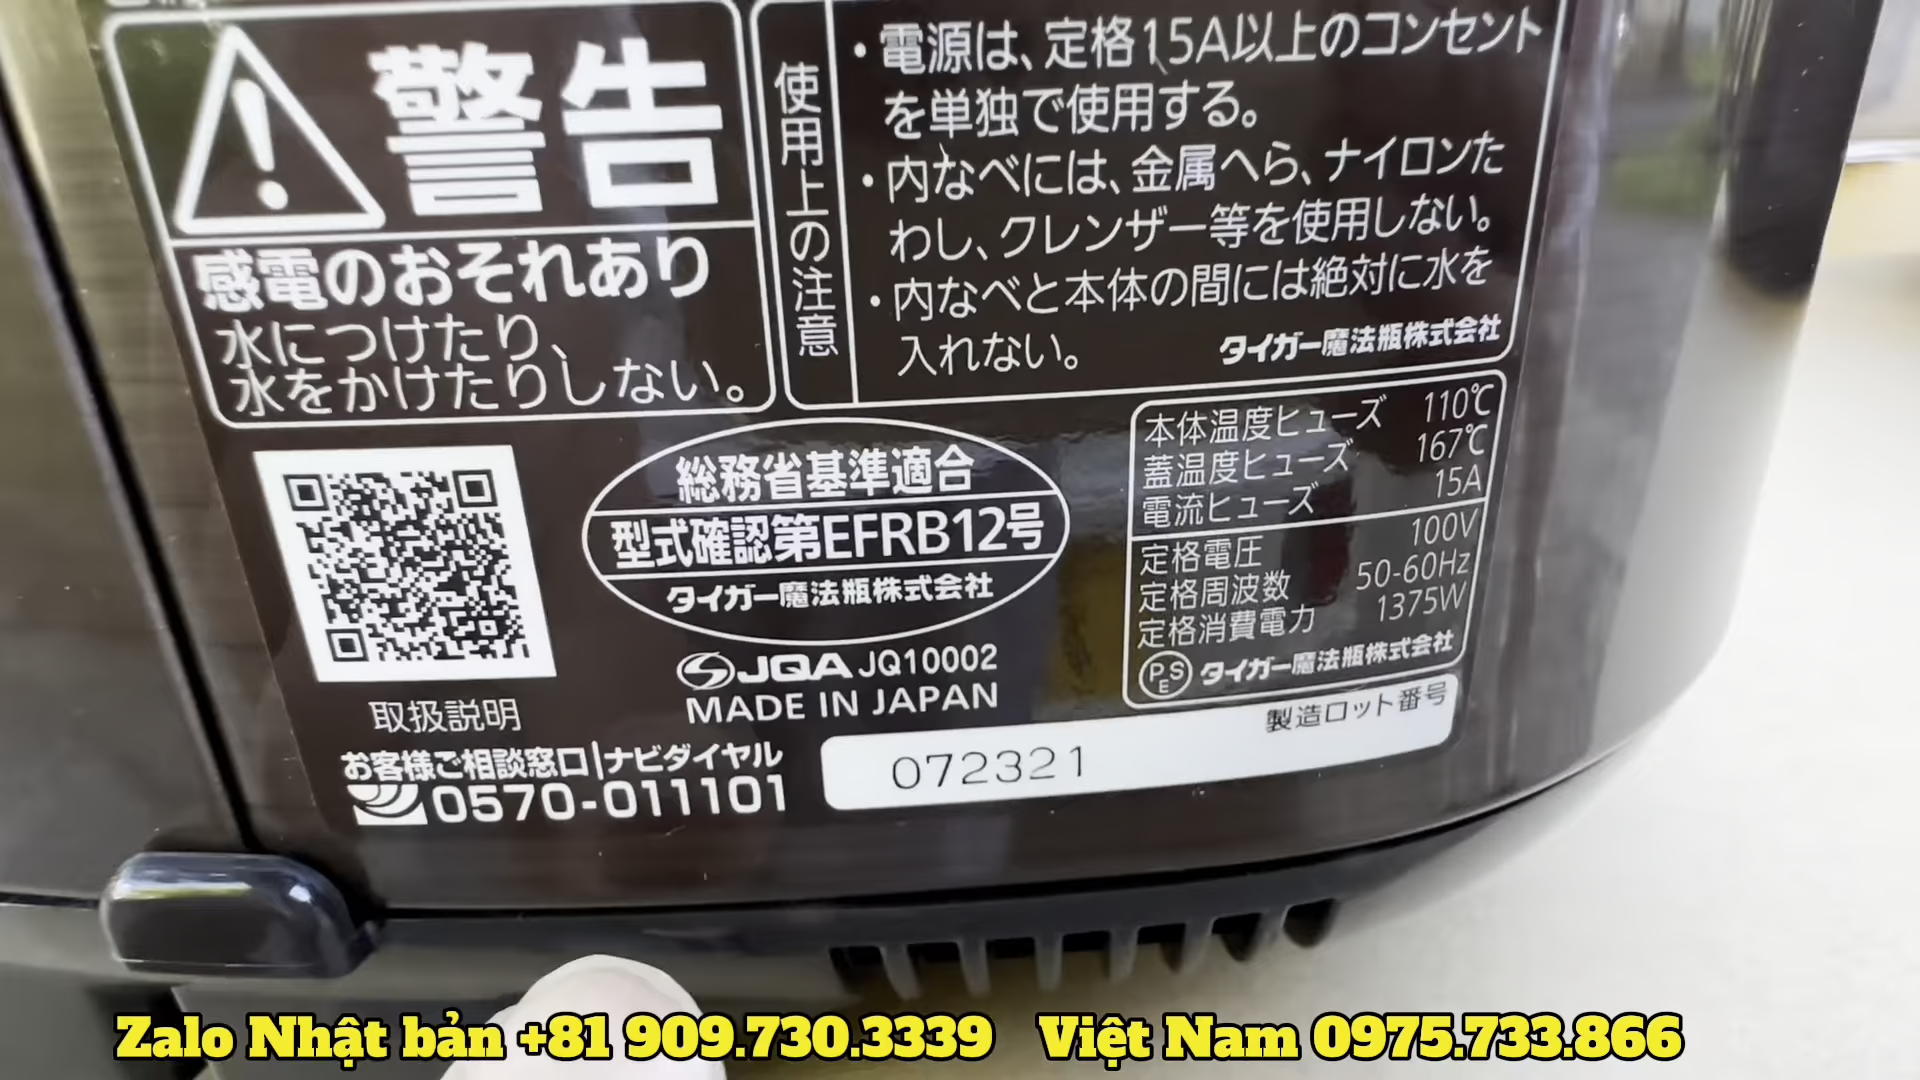 警告
感電のおそれあり
水につけたり、
水をかけたりしない。
使用上の注意
・電源は、定格15A以上のコンセント
を単独で使用する。
・内なべには、金属へら、ナイロンた
わし、クレンザー等を使用しない。
・内なべと本体の間には絶対に水を
入れない。
タイガー魔法瓶株式会社
取扱説明
総務省基準適合
型式確認第EFRB12号
タイガー魔法瓶株式会社
JQA JQ10002
MADE IN JAPAN
本体温度ヒューズ 110℃
蓋温度ヒューズ 167℃
電流ヒューズ 15A
定格電圧 100V
定格周波数 50-60Hz
定格消費電力 1375W
PSE タイガー魔法瓶株式会社
製造ロット番号
072321
お客様ご相談窓口|ナビダイヤル
0570-011101
Zalo Nhật bản +81 909.730.3339 Việt Nam 0975.733.866